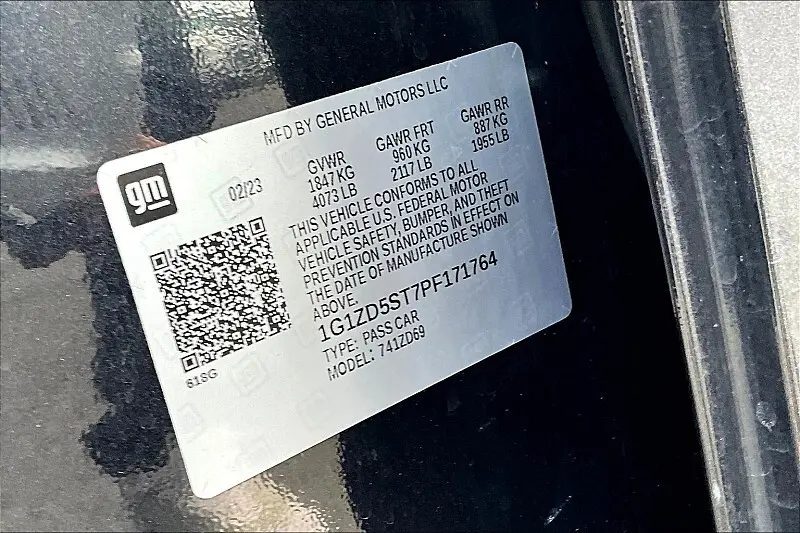 MFD BY GENERAL MOTORS LLC
gm
02/23
GVWR GAWR FRT GAWR RR
1847 KG 960 KG 887 KG
4073 LB 2117 LB 1955 LB
THIS VEHICLE CONFORMS TO ALL
APPLICABLE U.S. FEDERAL MOTOR
VEHICLE SAFETY, BUMPER, AND THEFT
PREVENTION STANDARDS IN EFFECT ON
THE DATE OF MANUFACTURE SHOWN
ABOVE.
1G1ZD5ST7PF171764
TYPE: PASS CAR
MODEL: 741ZD69
618G